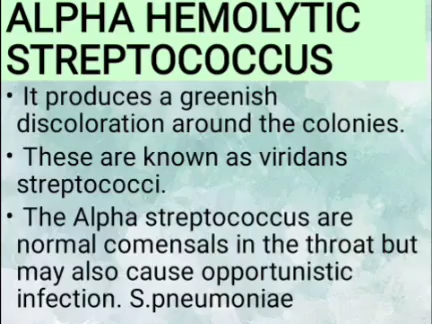 ALPHA HEMOLYTIC
STREPTOCOCCUS
• It produces a greenish
discoloration around the colonies.
• These are known as viridans
streptococci.
• The Alpha streptococcus are
normal comensals in the throat but
may also cause opportunistic
infection. S.pneumoniae